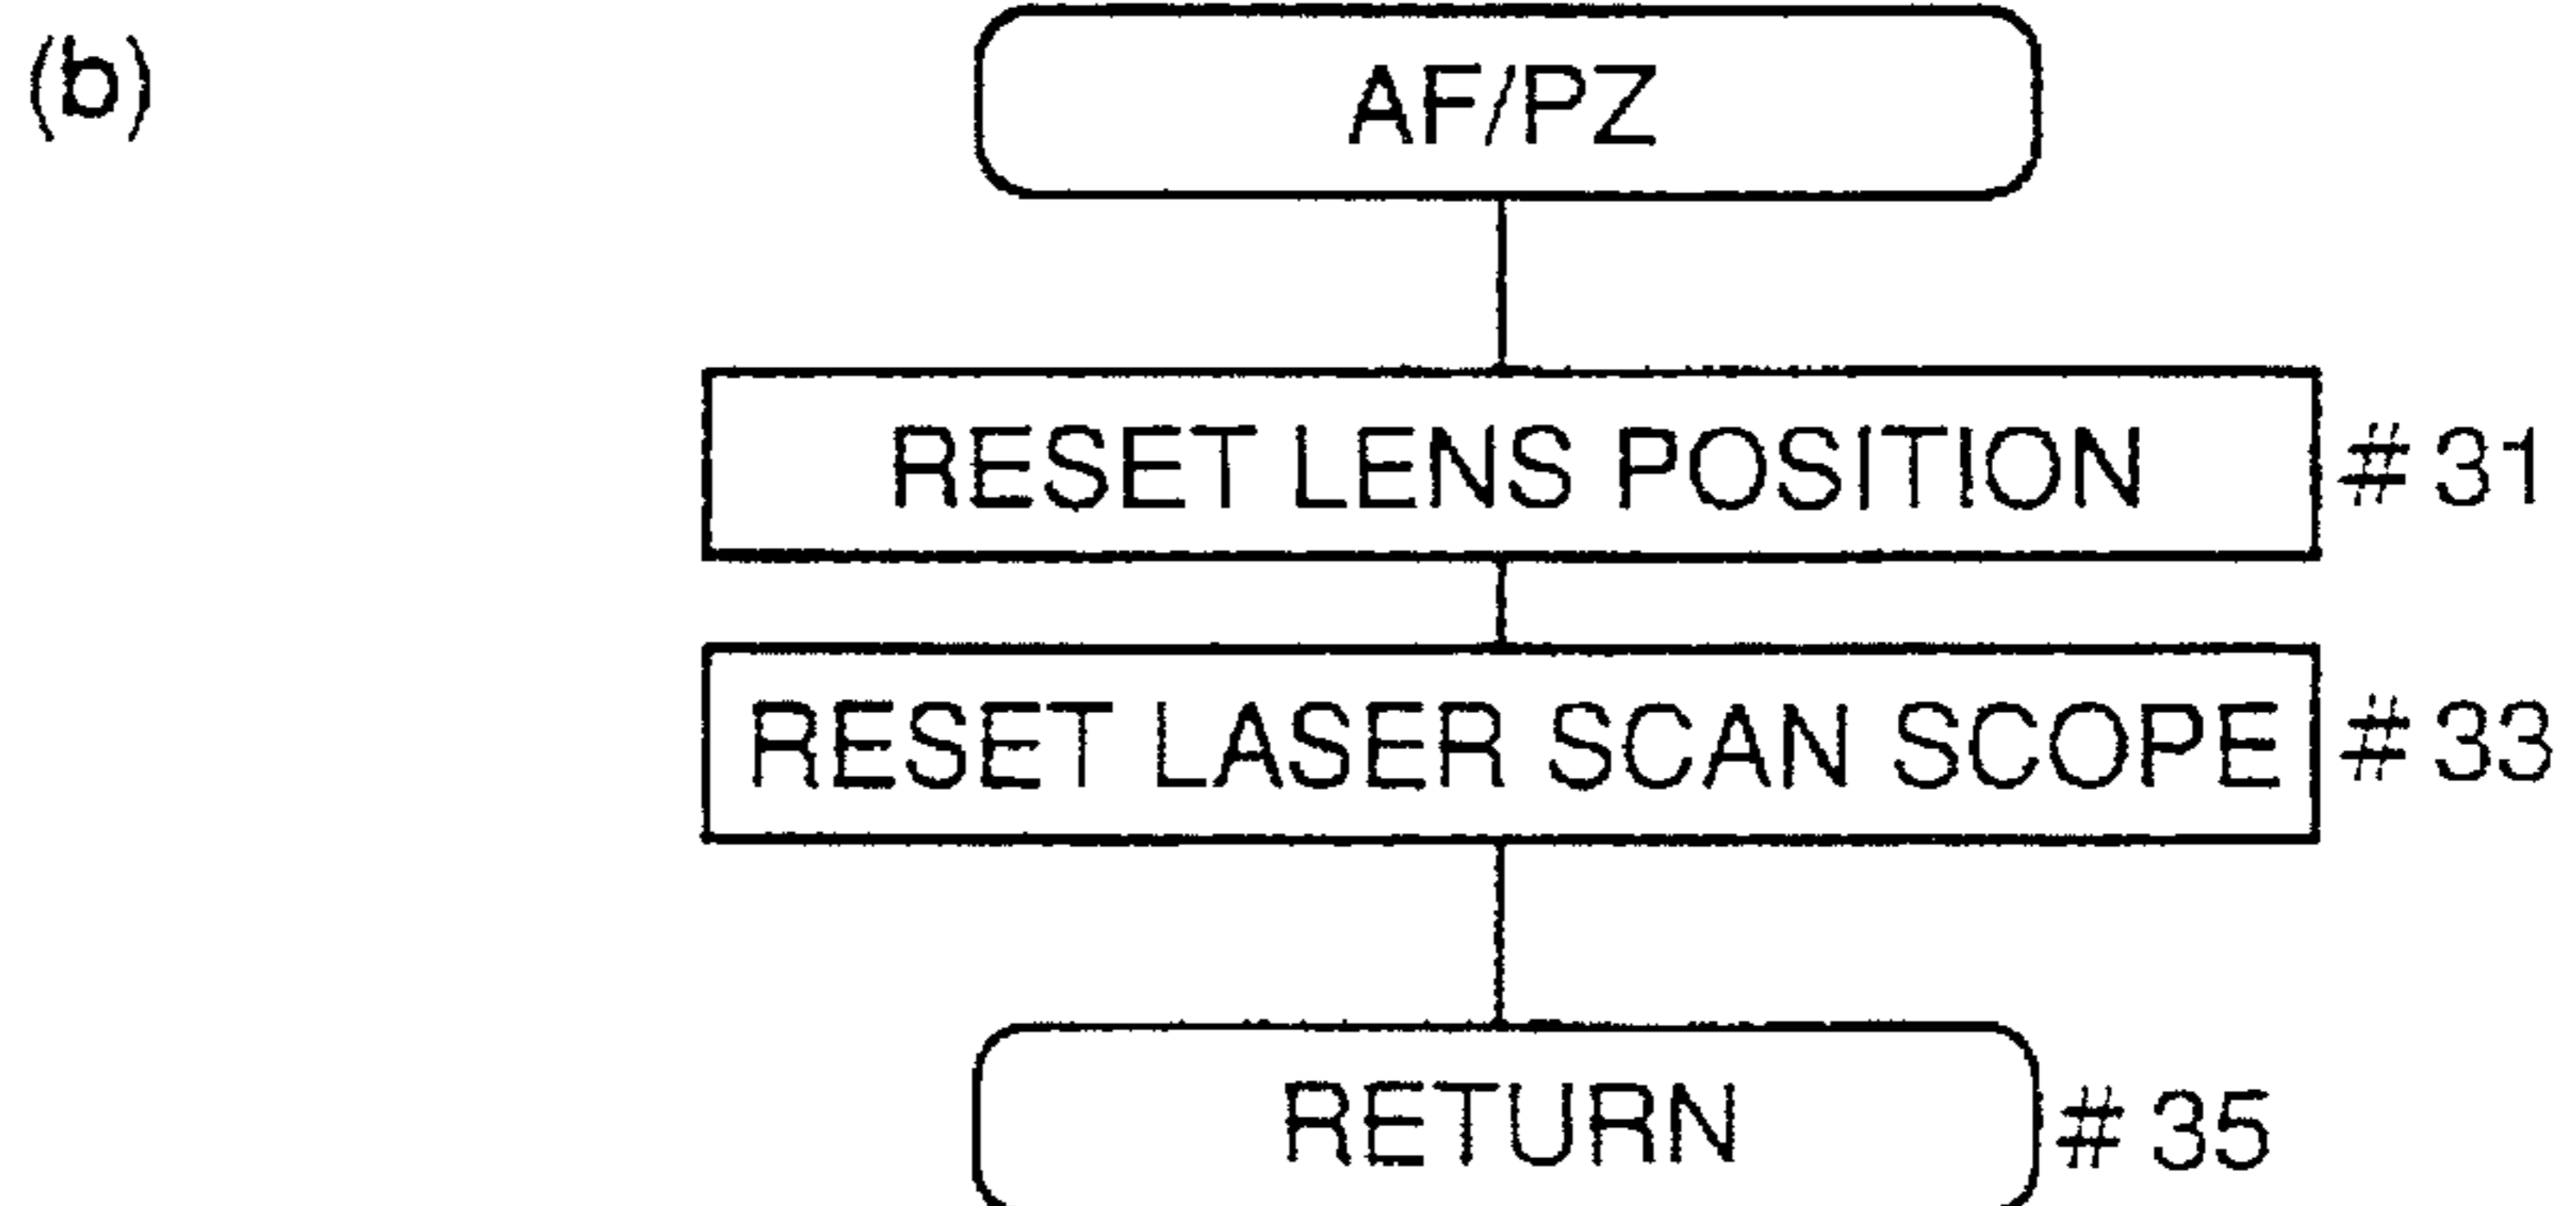 (b)
AF/PZ
RESET LENS POSITION #31
RESET LASER SCAN SCOPE #33
RETURN #35